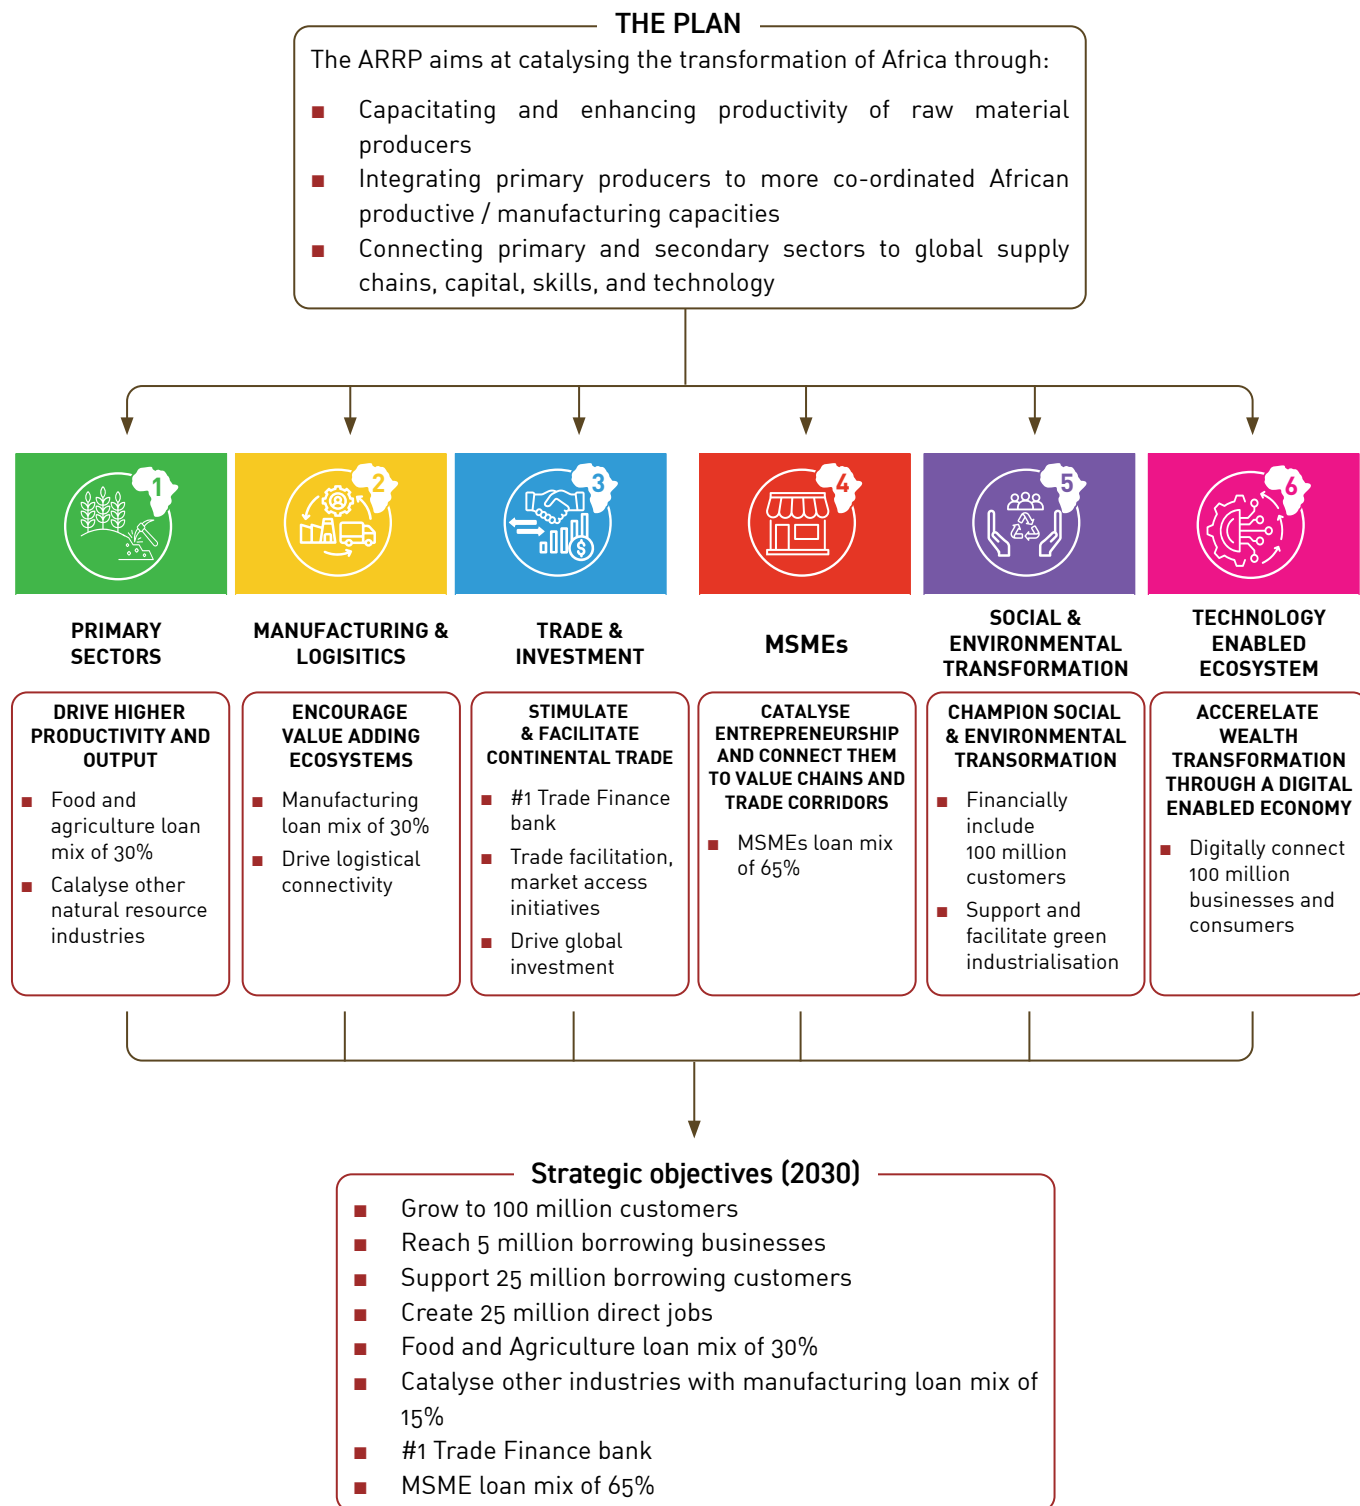 THE PLAN
The ARRP aims at catalysing the transformation of Africa through:
■ Capacitating and enhancing productivity of raw material
producers
■ Integrating primary producers to more co-ordinated African
productive / manufacturing capacities
■ Connecting primary and secondary sectors to global supply
chains, capital, skills, and technology
1
2
3
$
4
5
6
PRIMARY
SECTORS
MANUFACTURING &
LOGISITICS
TRADE &
INVESTMENT
MSMEs
SOCIAL &
ENVIRONMENTAL
TRANSFORMATION
TECHNOLOGY
ENABLED
ECOSYSTEM
DRIVE HIGHER
PRODUCTIVITY AND
OUTPUT
■ Food and
agriculture loan
mix of 30%
■ Catalyse other
natural resource
industries
ENCOURAGE
VALUE ADDING
ECOSYSTEMS
■ Manufacturing
loan mix of 30%
■ Drive logistical
connectivity
STIMULATE
& FACILITATE
CONTINENTAL TRADE
■ #1 Trade Finance
bank
■ Trade facilitation,
market access
initiatives
■ Drive global
investment
CATALYSE
ENTREPRENEURSHIP
AND CONNECT THEM
TO VALUE CHAINS AND
TRADE CORRIDORS
■ MSMEs loan mix
of 65%
CHAMPION SOCIAL
& ENVIRONMENTAL
TRANSORMATION
■ Financially
include
100 million
customers
■ Support and
facilitate green
industrialisation
ACCERELATE
WEALTH
TRANSFORMATION
THROUGH A DIGITAL
ENABLED ECONOMY
■ Digitally connect
100 million
businesses and
consumers
Strategic objectives (2030)
■ Grow to 100 million customers
■ Reach 5 million borrowing businesses
■ Support 25 million borrowing customers
■ Create 25 million direct jobs
■ Food and Agriculture loan mix of 30%
■ Catalyse other industries with manufacturing loan mix of
15%
■ #1 Trade Finance bank
■ MSME loan mix of 65%